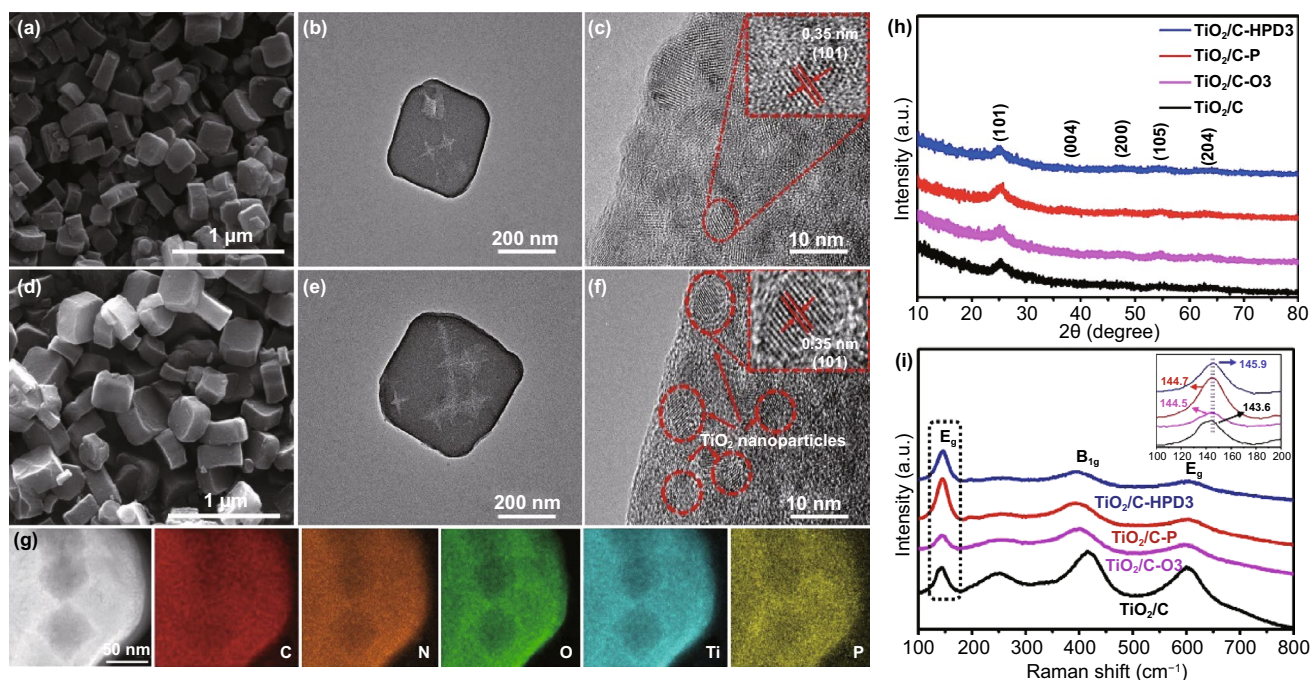 (a)
1 µm
(b)
200 nm
(c)
0.35 nm
(101)
10 nm
(d)
1 µm
(e)
200 nm
(f)
0.35 nm
(101)
TiO₂ nanoparticles
10 nm
(g)
50 nm
C
N
O
Ti
P
(h)
Intensity (a.u.)
TiO₂/C-HPD3
TiO₂/C-P
TiO₂/C-O3
TiO₂/C
(101)
(004)
(200)
(105)
(204)
10 20 30 40 50 60 70 80
2θ (degree)
(i)
Intensity (a.u.)
145.9
144.7
144.5
143.6
100 120 140 160 180 200
E₉
B₁g
E₉
TiO₂/C-HPD3
TiO₂/C-P
TiO₂/C-O3
TiO₂/C
100 200 300 400 500 600 700 800
Raman shift (cm⁻¹)